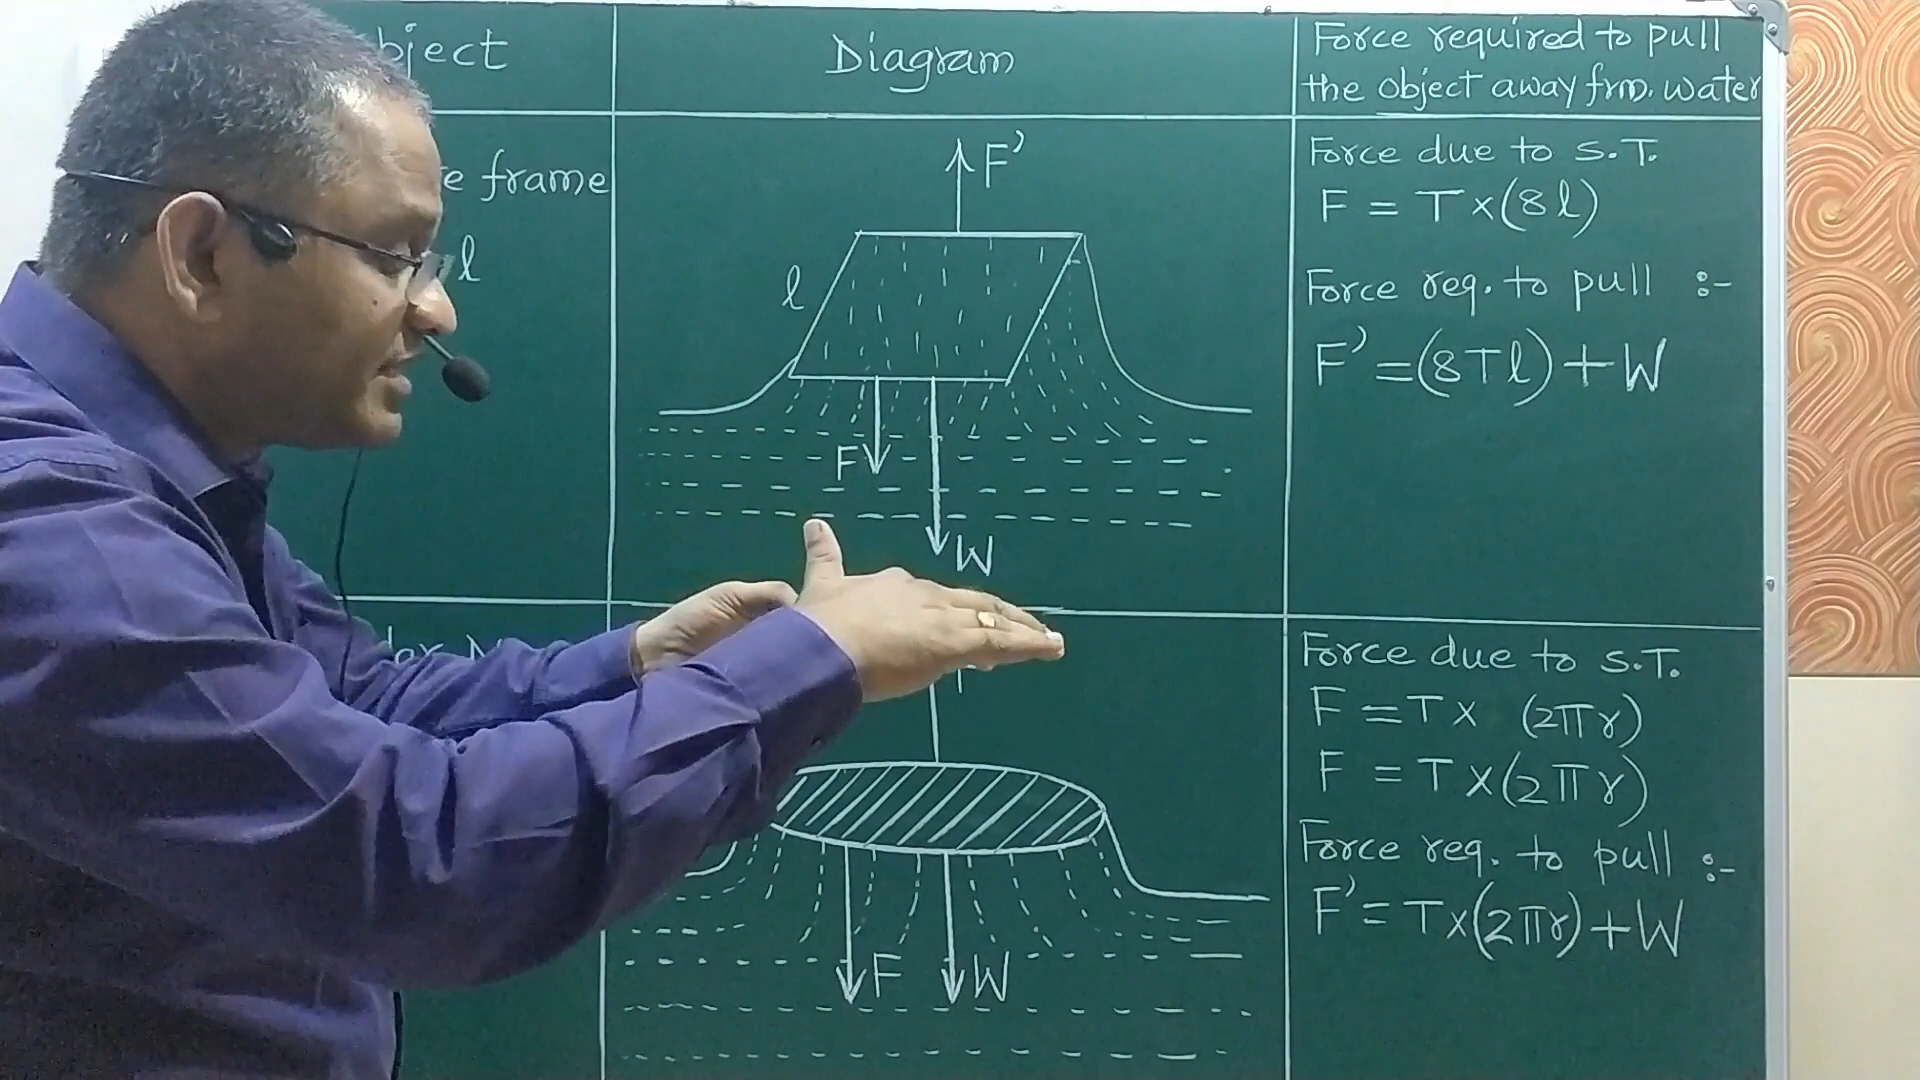 Diagram
Force required to pull
the object away frm. water
frame
l
F'
l
F
W
Force due to S.T.
F = T×(8l)
Force req. to pull :-
F' = (8Tl) + W
F
W
Force due to S.T.
F = T× (2πr)
F = T×(2πr)
Force req. to pull :-
F' = T×(2πr) + W